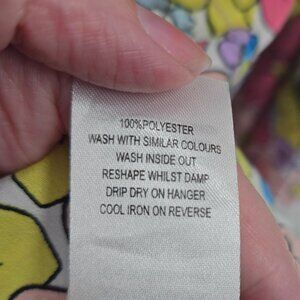 100%POLYESTER
WASH WITH SIMILAR COLOURS
WASH INSIDE OUT
RESHAPE WHILST DAMP
DRIP DRY ON HANGER
COOL IRON ON REVERSE